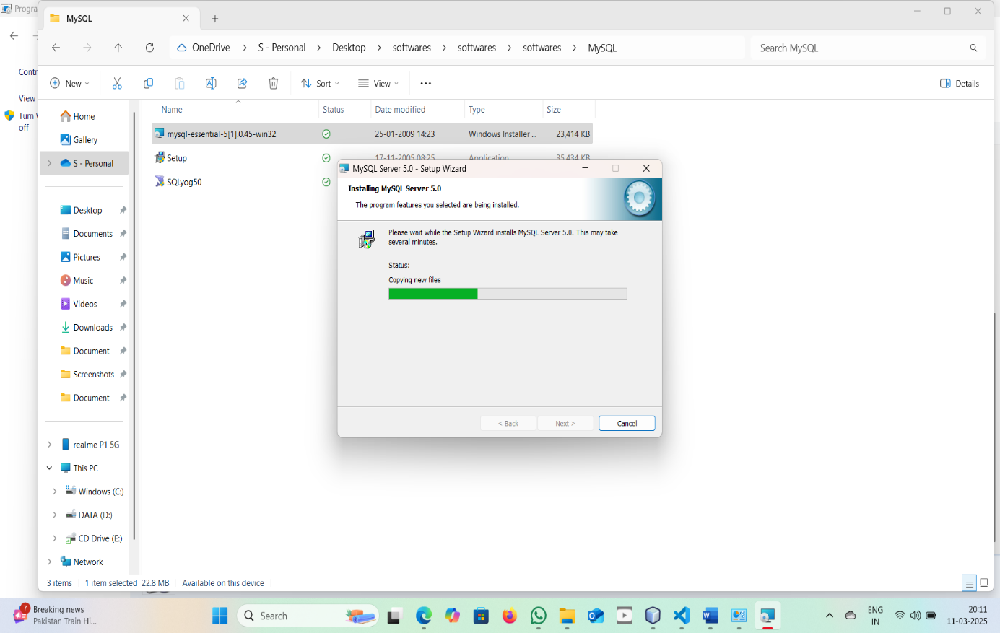 Progra
MySQL
OneDrive > S - Personal > Desktop > softwares > softwares > softwares > MySQL
Search MySQL
Contr
New
Sort
View
Details
View
Turn W
off
Name
Status
Date modified
Type
Size
mysql-essential-5[1].0.45-win32
25-01-2009 14:23
Windows Installer ...
23,414 KB
Setup
17-11-2005 08:25
Application
35,434 KB
SQLyog50
Home
Gallery
S - Personal
Desktop
Documents
Pictures
Music
Videos
Downloads
Document
Screenshots
Document
realme P1 5G
This PC
Windows (C:)
DATA (D:)
CD Drive (E:)
Network
MySQL Server 5.0 - Setup Wizard
Installing MySQL Server 5.0
The program features you selected are being installed.
Please wait while the Setup Wizard installs MySQL Server 5.0. This may take
several minutes.
Status:
Copying new files
< Back
Next >
Cancel
3 items
1 item selected 22.8 MB
Available on this device
7
Breaking news
Pakistan Train Hi...
Search
ENG
IN
20:11
11-03-2025